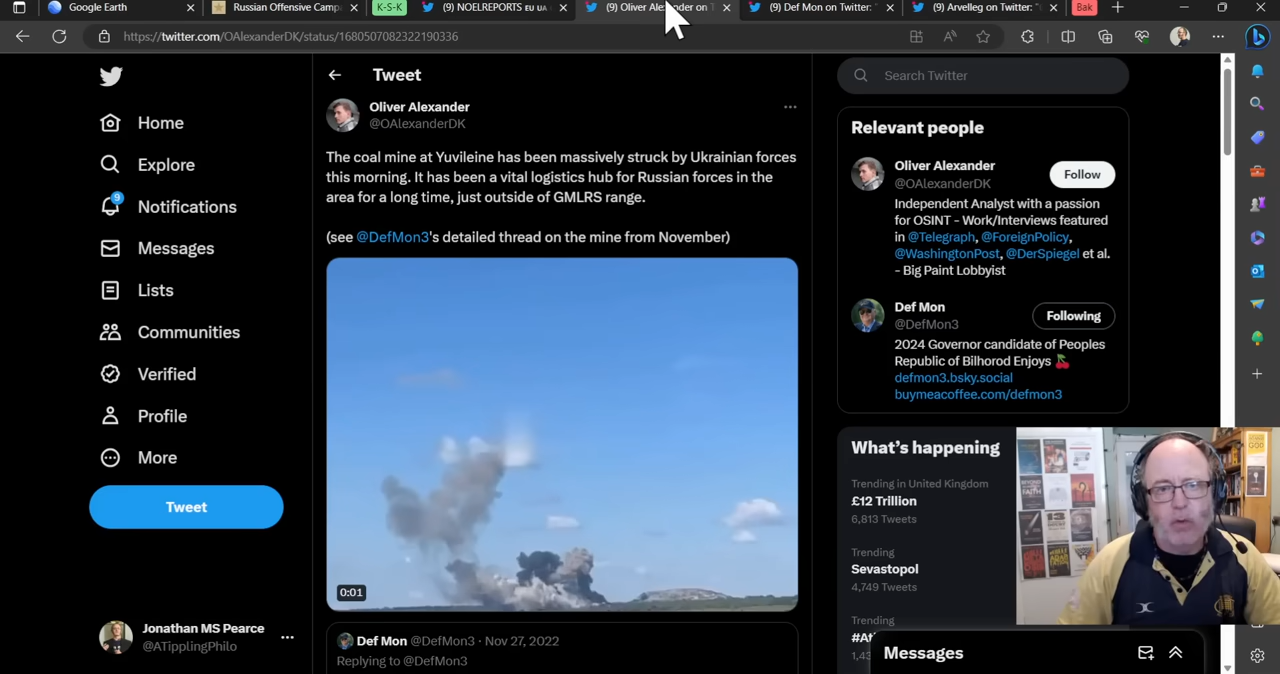 Google Earth
Russian Offensive Camp
K-S-K
(9) NOELREPORTS EU UA
(9) Oliver Alexander on T
(9) Def Mon on Twitter: "
(9) Arvelleg on Twitter: "
Bak
https://twitter.com/OAlexanderDK/status/1680507082322190336
Home
Explore
9
Notifications
Messages
Lists
Communities
Verified
Profile
More
Tweet
Jonathan MS Pearce
@ATipplingPhilo
Tweet
Oliver Alexander
@OAlexanderDK
The coal mine at Yuvileine has been massively struck by Ukrainian forces
this morning. It has been a vital logistics hub for Russian forces in the
area for a long time, just outside of GMLRS range.
(see @DefMon3's detailed thread on the mine from November)
0:01
Def Mon @DefMon3 · Nov 27, 2022
Replying to @DefMon3
Search Twitter
Relevant people
Oliver Alexander
@OAlexanderDK
Follow
Independent Analyst with a passion
for OSINT - Work/Interviews featured
in @Telegraph, @ForeignPolicy,
@WashingtonPost, @DerSpiegel et al.
- Big Paint Lobbyist
Def Mon
@DefMon3
Following
2024 Governor candidate of Peoples
Republic of Bilhorod Enjoys
defmon3.bsky.social
buymeacoffee.com/defmon3
What's happening
Trending in United Kingdom
£12 Trillion
6,813 Tweets
Trending
Sevastopol
4,749 Tweets
Trending
#At
1,43
Messages